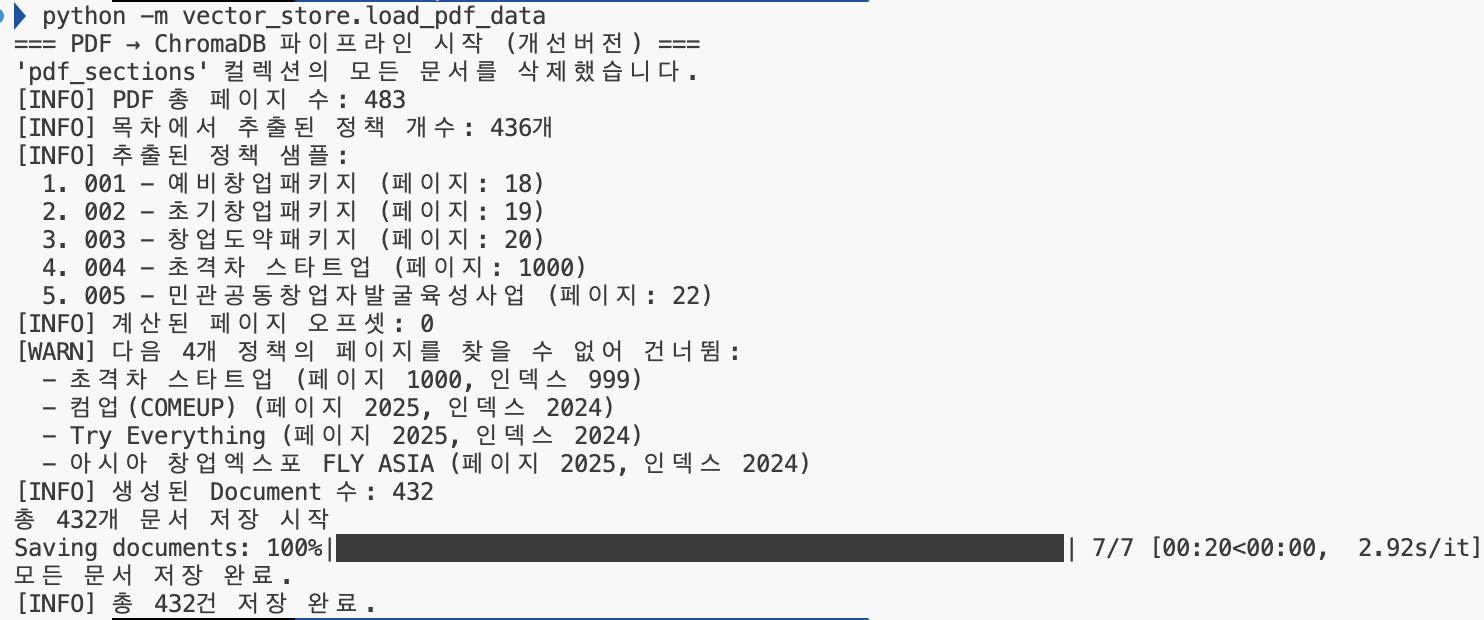 python -m vector_store.load_pdf_data
=== PDF → ChromaDB 파이프라인 시작 (개선버전) ===
'pdf_sections' 컬렉션의 모든 문서를 삭제했습니다.
[INFO] PDF 총 페이지 수: 483
[INFO] 목차에서 추출된 정책 개수: 436개
[INFO] 추출된 정책 샘플:
  1. 001 – 예비창업패키지 (페이지: 18)
  2. 002 – 초기창업패키지 (페이지: 19)
  3. 003 – 창업도약패키지 (페이지: 20)
  4. 004 – 초격차 스타트업 (페이지: 1000)
  5. 005 – 민관공동창업자발굴육성사업 (페이지: 22)
[INFO] 계산된 페이지 오프셋: 0
[WARN] 다음 4개 정책의 페이지를 찾을 수 없어 건너뜀:
  – 초격차 스타트업 (페이지 1000, 인덱스 999)
  – 컴업(COMEUP) (페이지 2025, 인덱스 2024)
  – Try Everything (페이지 2025, 인덱스 2024)
  – 아시아 창업엑스포 FLY ASIA (페이지 2025, 인덱스 2024)
[INFO] 생성된 Document 수: 432
총 432개 문서 저장 시작
Saving documents: 100%|██████████| 7/7 [00:20<00:00,  2.92s/it]
모든 문서 저장 완료.
[INFO] 총 432건 저장 완료.